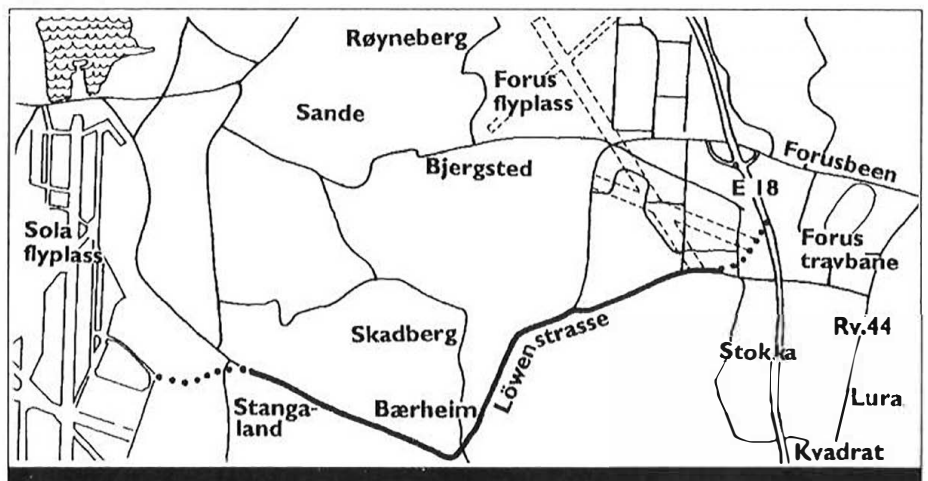 Røyneberg
Forus
flyplass
Sande
Bjergsted
Forusbeen
E 18
Sola
flyplass
Forus
travbane
Skadberg
Löwenstrasse
Rv.44
Stokka
Stanga-
land
Bærheim
Lura
Kvadrat